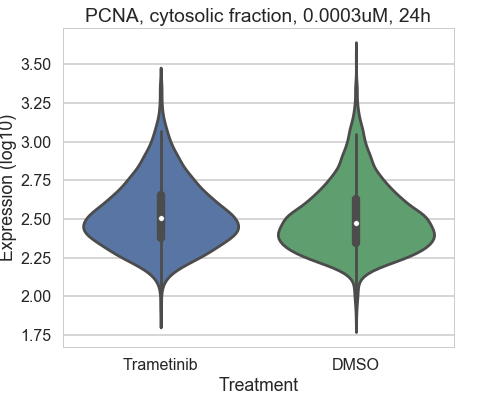 PCNA, cytosolic fraction, 0.0003uM, 24h
Expression (log10)
3.50
3.25
3.00
2.75
2.50
2.25
2.00
1.75
Trametinib
DMSO
Treatment